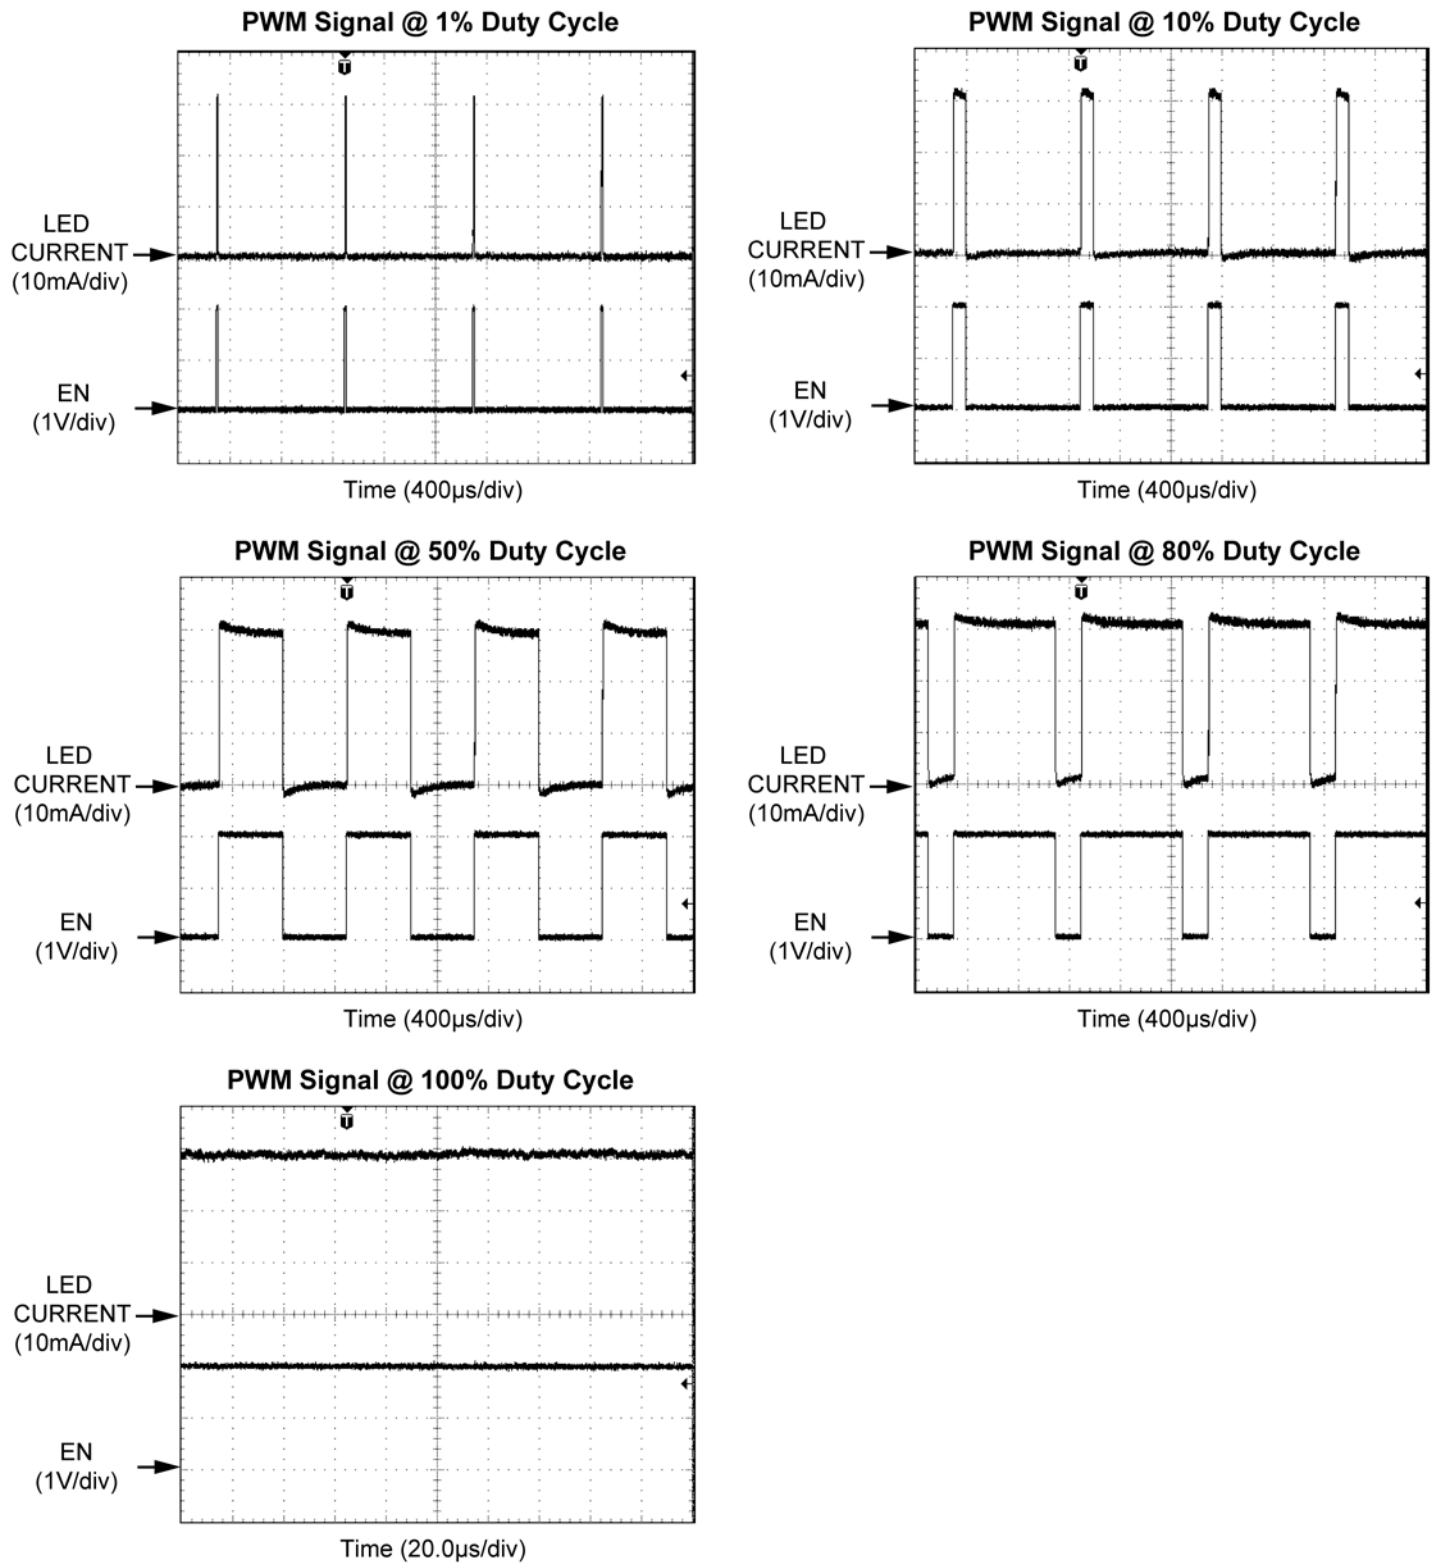 PWM Signal @ 1% Duty Cycle
T
LED
CURRENT
(10mA/div)
EN
(1V/div)
Time (400µs/div)
PWM Signal @ 10% Duty Cycle
T
LED
CURRENT
(10mA/div)
EN
(1V/div)
Time (400µs/div)
PWM Signal @ 50% Duty Cycle
T
LED
CURRENT
(10mA/div)
EN
(1V/div)
Time (400µs/div)
PWM Signal @ 80% Duty Cycle
T
LED
CURRENT
(10mA/div)
EN
(1V/div)
Time (400µs/div)
PWM Signal @ 100% Duty Cycle
T
LED
CURRENT
(10mA/div)
EN
(1V/div)
Time (20.0µs/div)